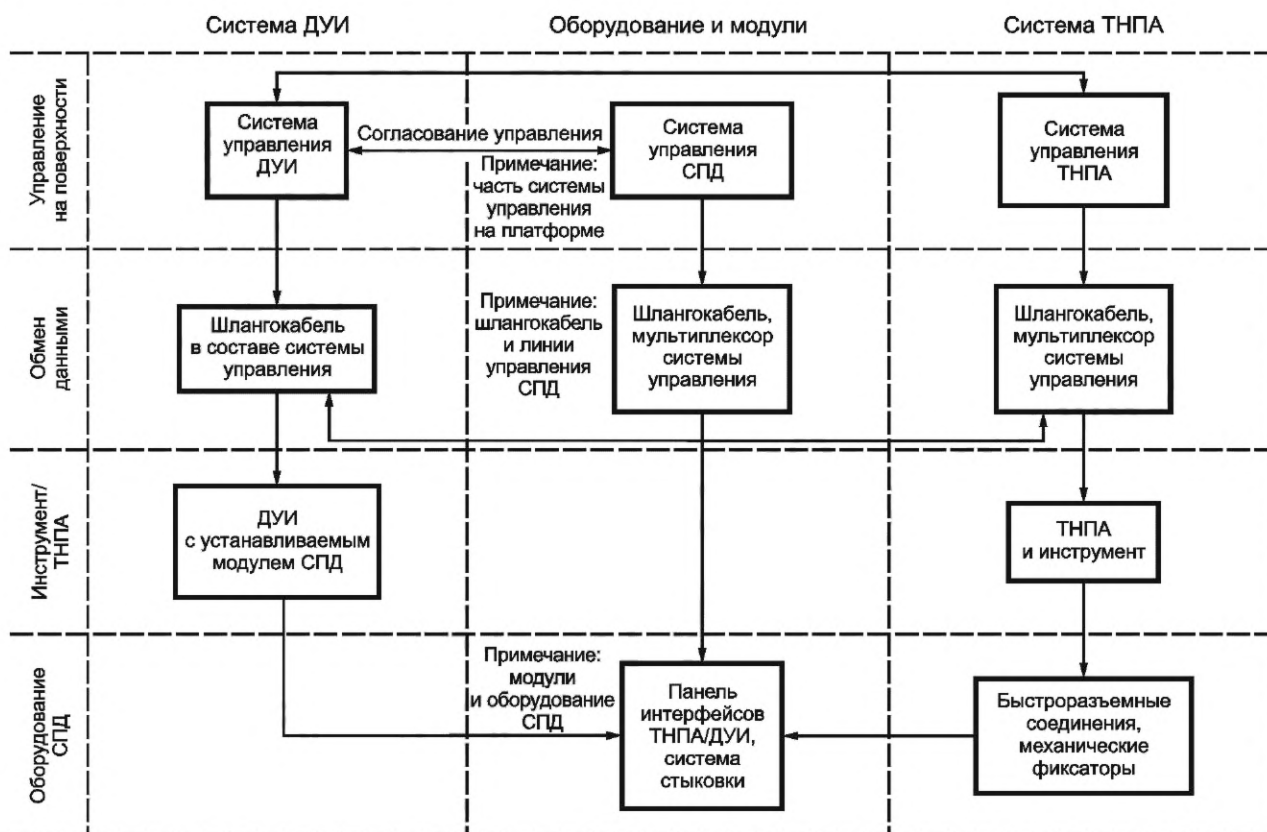 Система ДУИ
Оборудование и модули
Система ТНПА
Управление
на поверхности
Система
управления
ДУИ
Согласование управления
Примечание:
часть системы
управления
на платформе
Система
управления
СПД
Система
управления
ТНПА
Обмен
данными
Шлангокабель
в составе системы
управления
Примечание:
шлангокабель
и линии
управления
СПД
Шлангокабель,
мультиплексор
системы
управления
Шлангокабель,
мультиплексор
системы
управления
Инструмент/
ТНПА
ДУИ
с устанавливаемым
модулем СПД
ТНПА
и инструмент
Оборудование
СПД
Примечание:
модули
и оборудование
СПД
Панель
интерфейсов
ТНПА/ДУИ,
система
стыковки
Быстроразъемные
соединения,
механические
фиксаторы